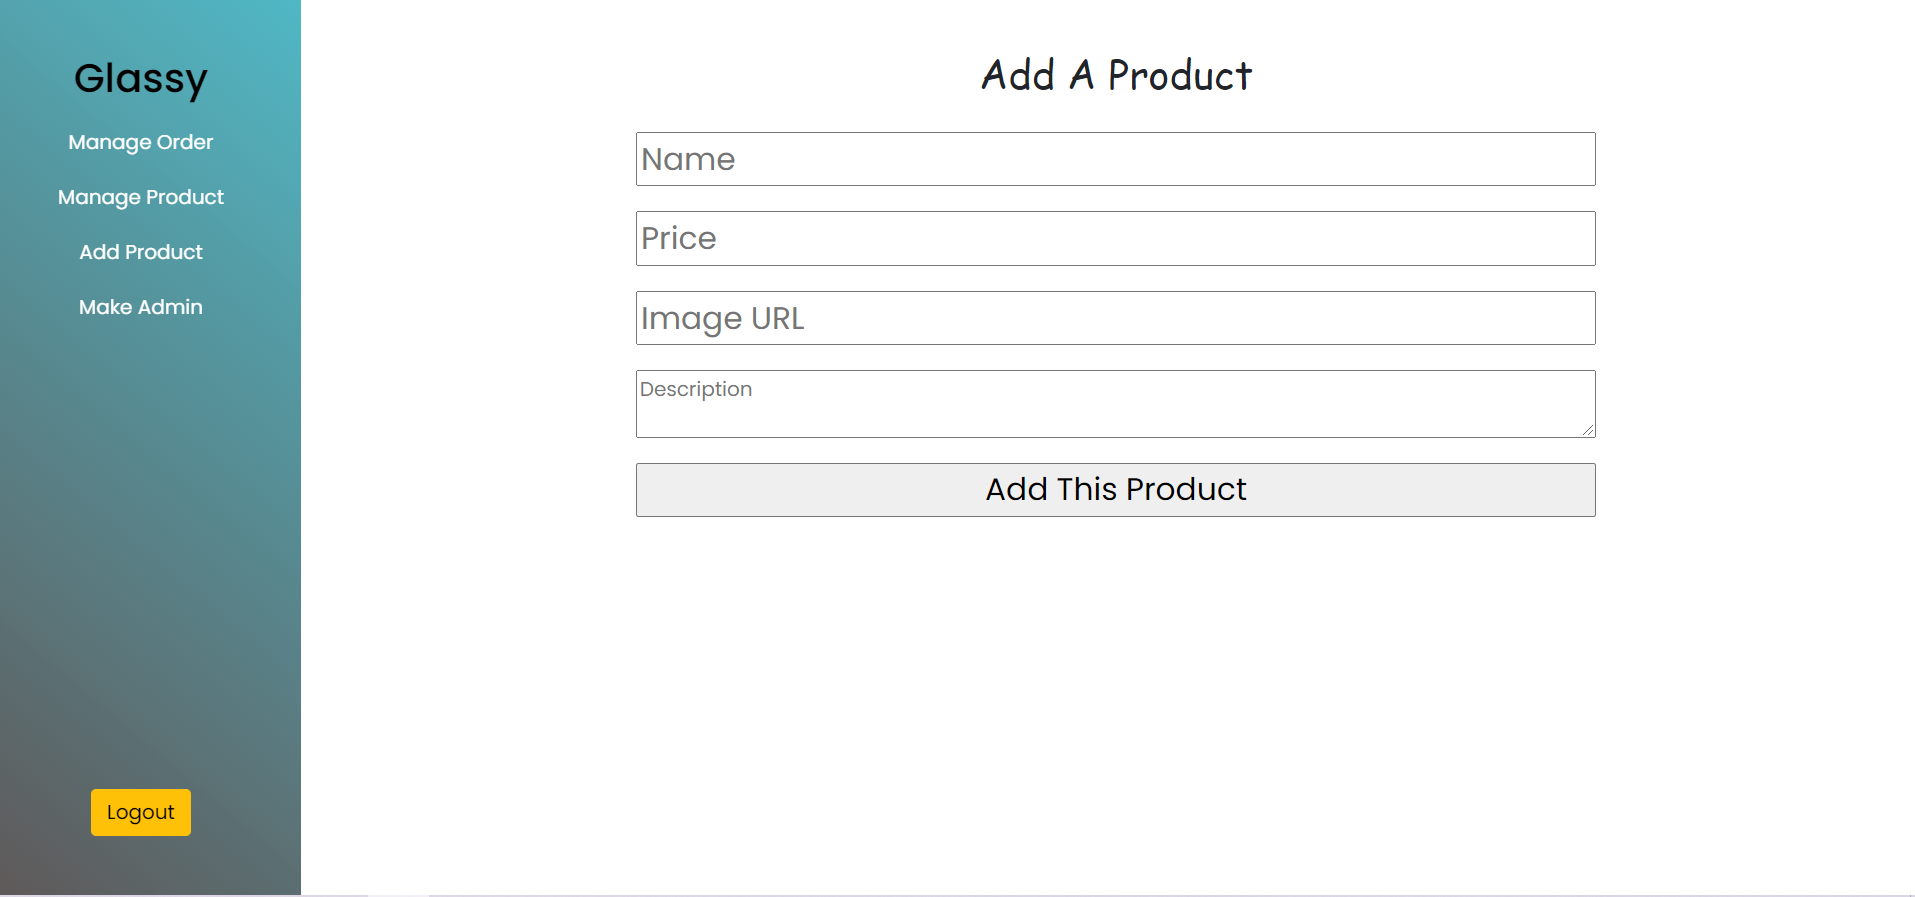 Glassy
Manage Order
Manage Product
Add Product
Make Admin
Logout
Add A Product
Name
Price
Image URL
Description
Add This Product